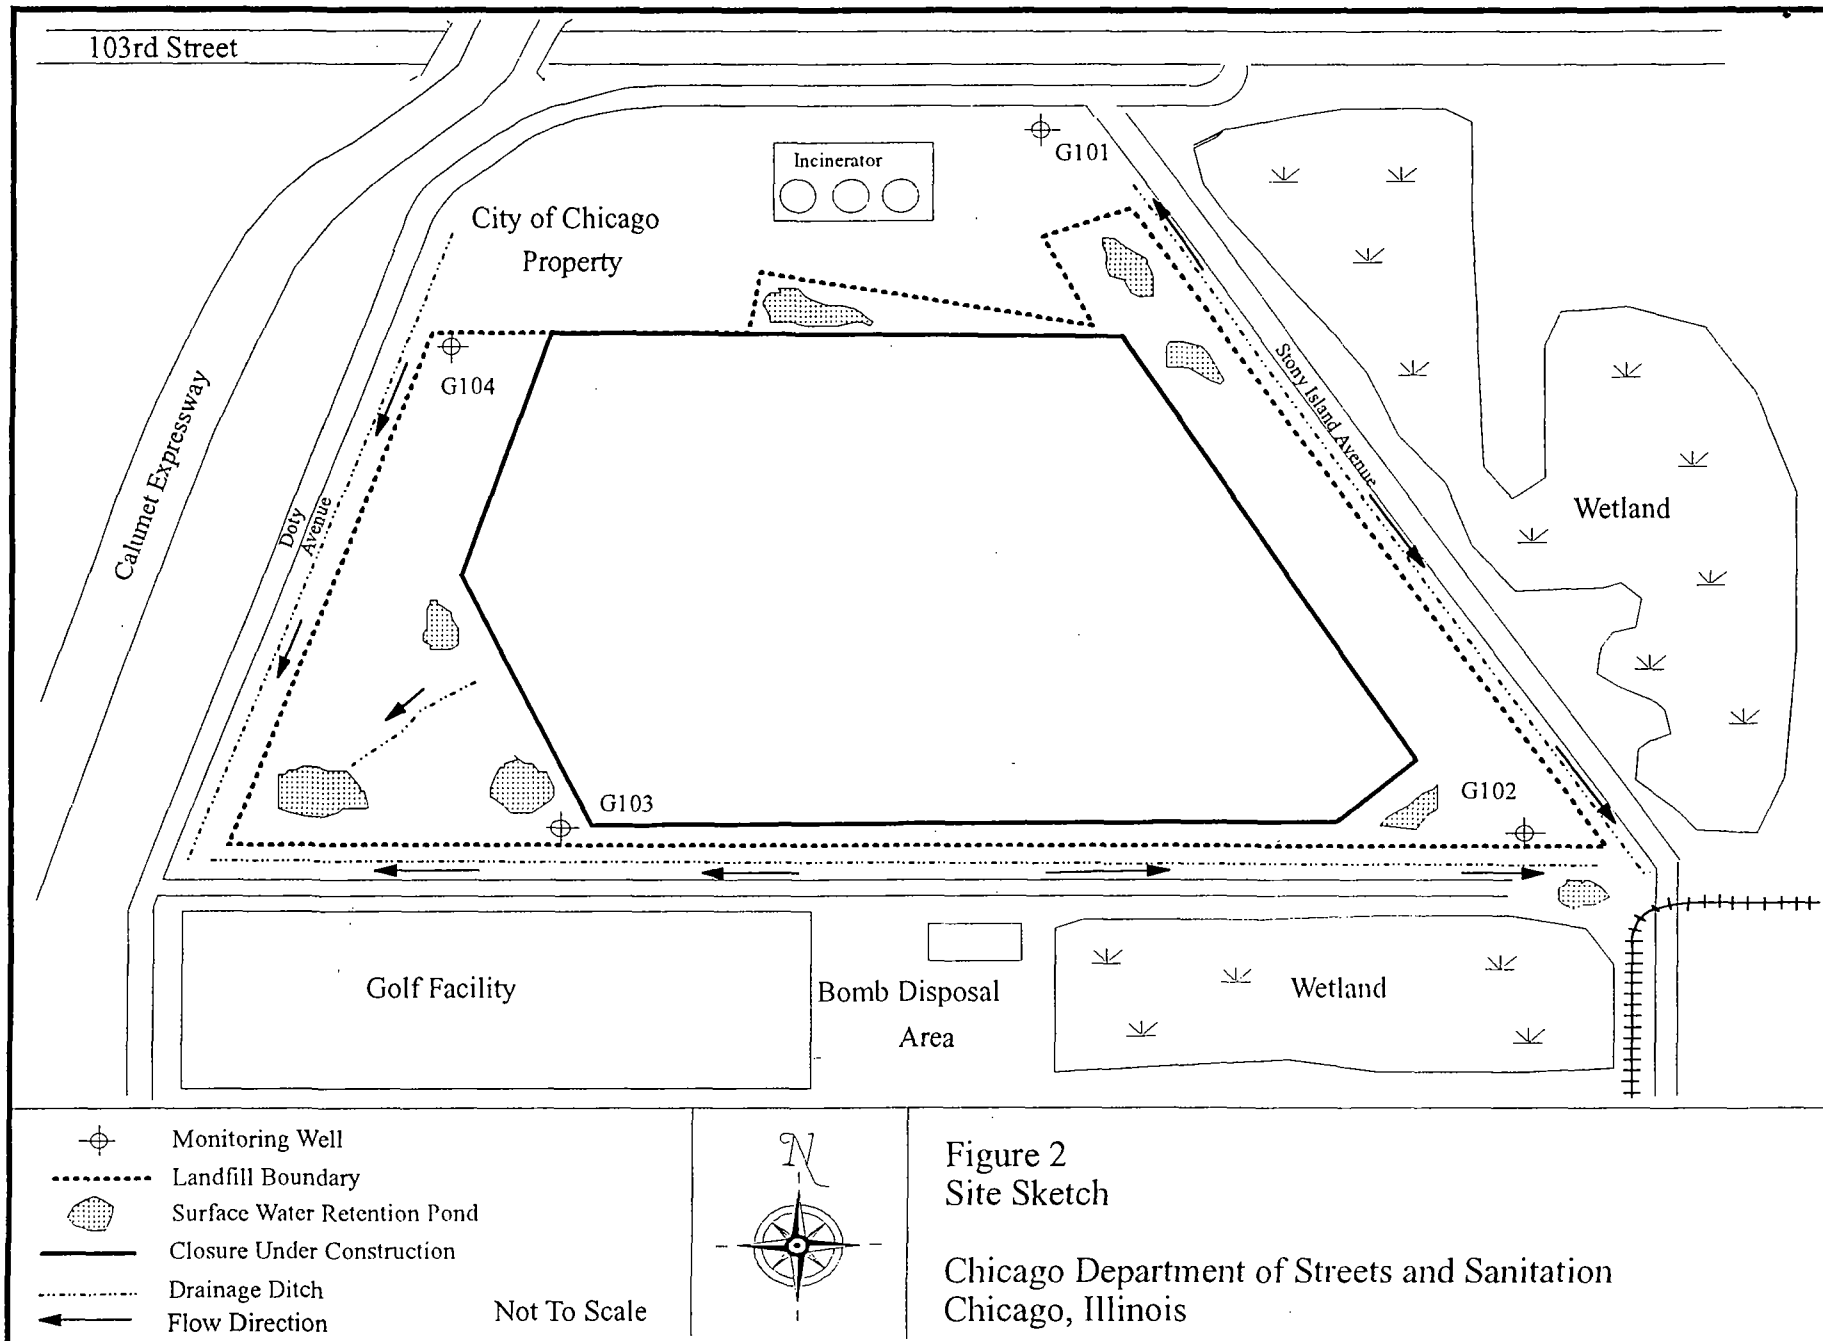 103rd Street
Incinerator
G101
City of Chicago
Property
G104
Stony Island Avenue
Calumet Expressway
Doty
Avenue
Wetland
G103
G102
Golf Facility
Bomb Disposal
Area
Wetland
Monitoring Well
Landfill Boundary
Surface Water Retention Pond
Closure Under Construction
Drainage Ditch
Flow Direction
Not To Scale
N
Figure 2
Site Sketch
Chicago Department of Streets and Sanitation
Chicago, Illinois